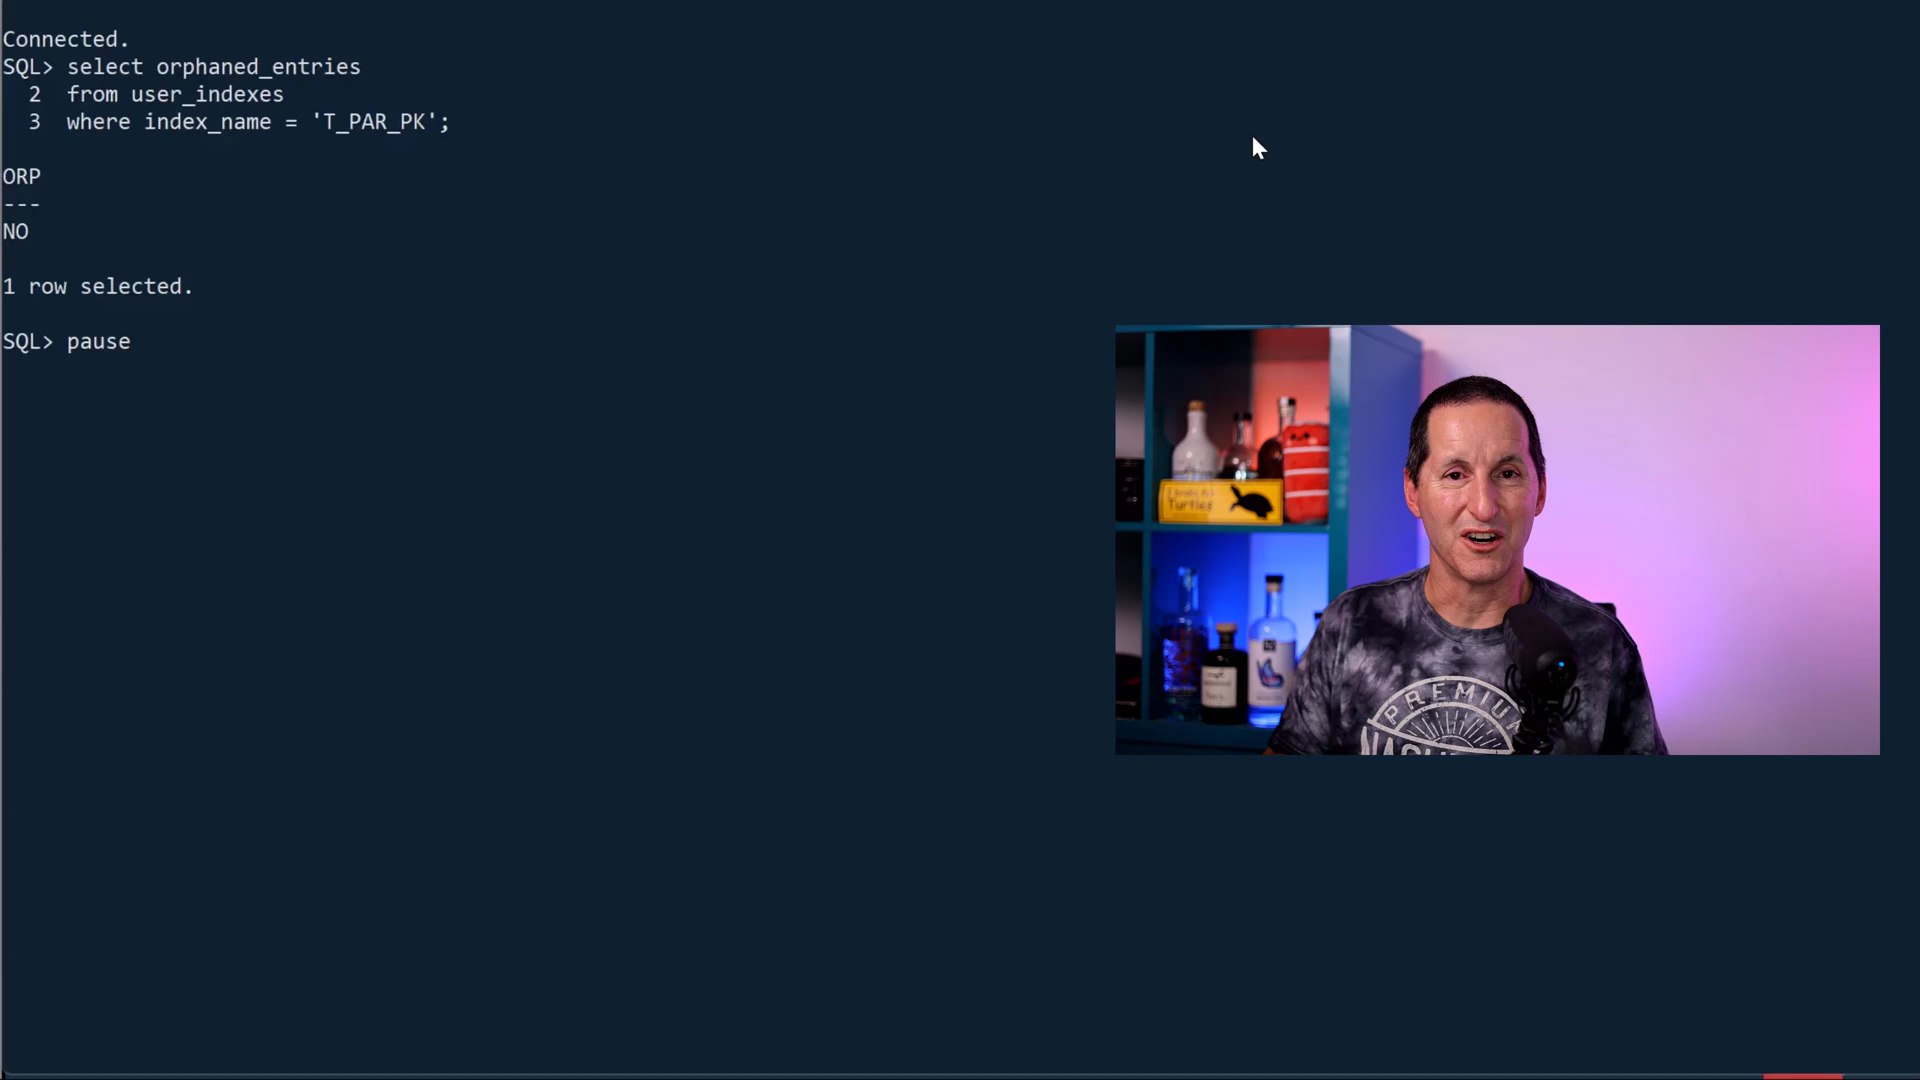 Connected.
SQL> select orphaned_entries
  2  from user_indexes
  3  where index_name = 'T_PAR_PK';
ORP
---
NO
1 row selected.
SQL> pause
Turtles
PREMIUM